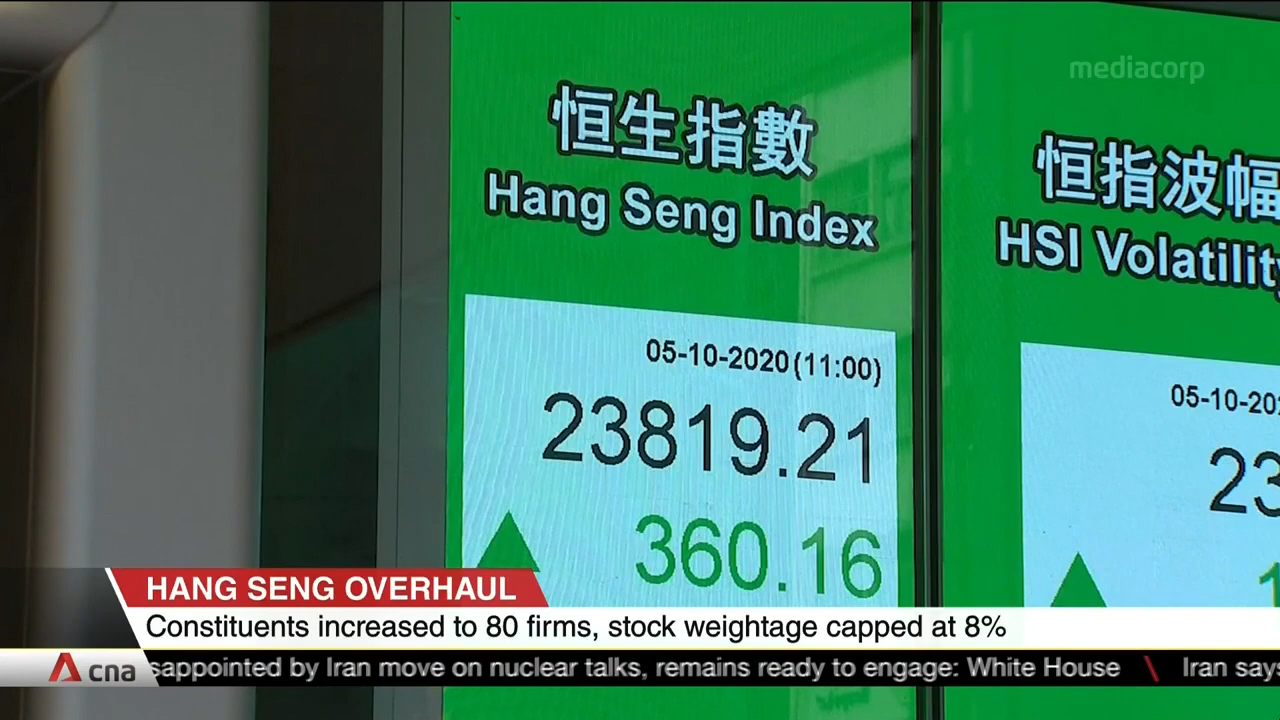 mediacorp
恒生指數
Hang Seng Index
05-10-2020(11:00)
23819.21
360.16
恒指波幅
HSI Volatility
05-10-20
23
HANG SENG OVERHAUL
Constituents increased to 80 firms, stock weightage capped at 8%
cna
sappointed by Iran move on nuclear talks, remains ready to engage: White House \ Iran says